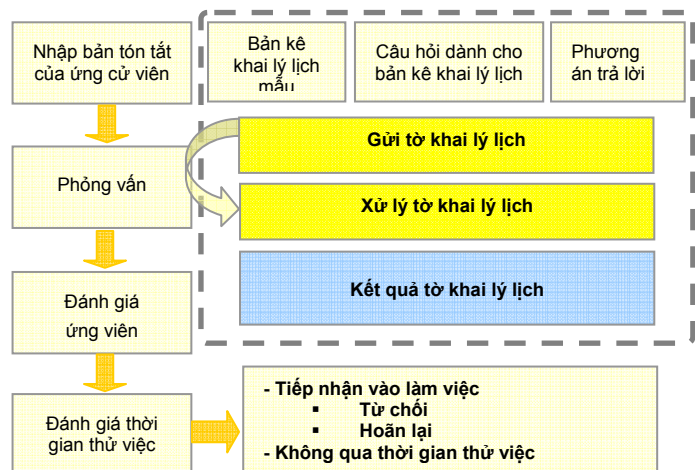 Nhập bản tón tắt
của ứng cử viên
Bản kê
khai lý lịch
mẫu
Câu hỏi dành cho
bản kê khai lý lịch
Phương
án trả lời
Gửi tờ khai lý lịch
Phỏng vấn
Xử lý tờ khai lý lịch
Kết quả tờ khai lý lịch
Đánh giá
ứng viên
Đánh giá thời
gian thử việc
- Tiếp nhận vào làm việc
▪ Từ chối
▪ Hoãn lại
- Không qua thời gian thử việc